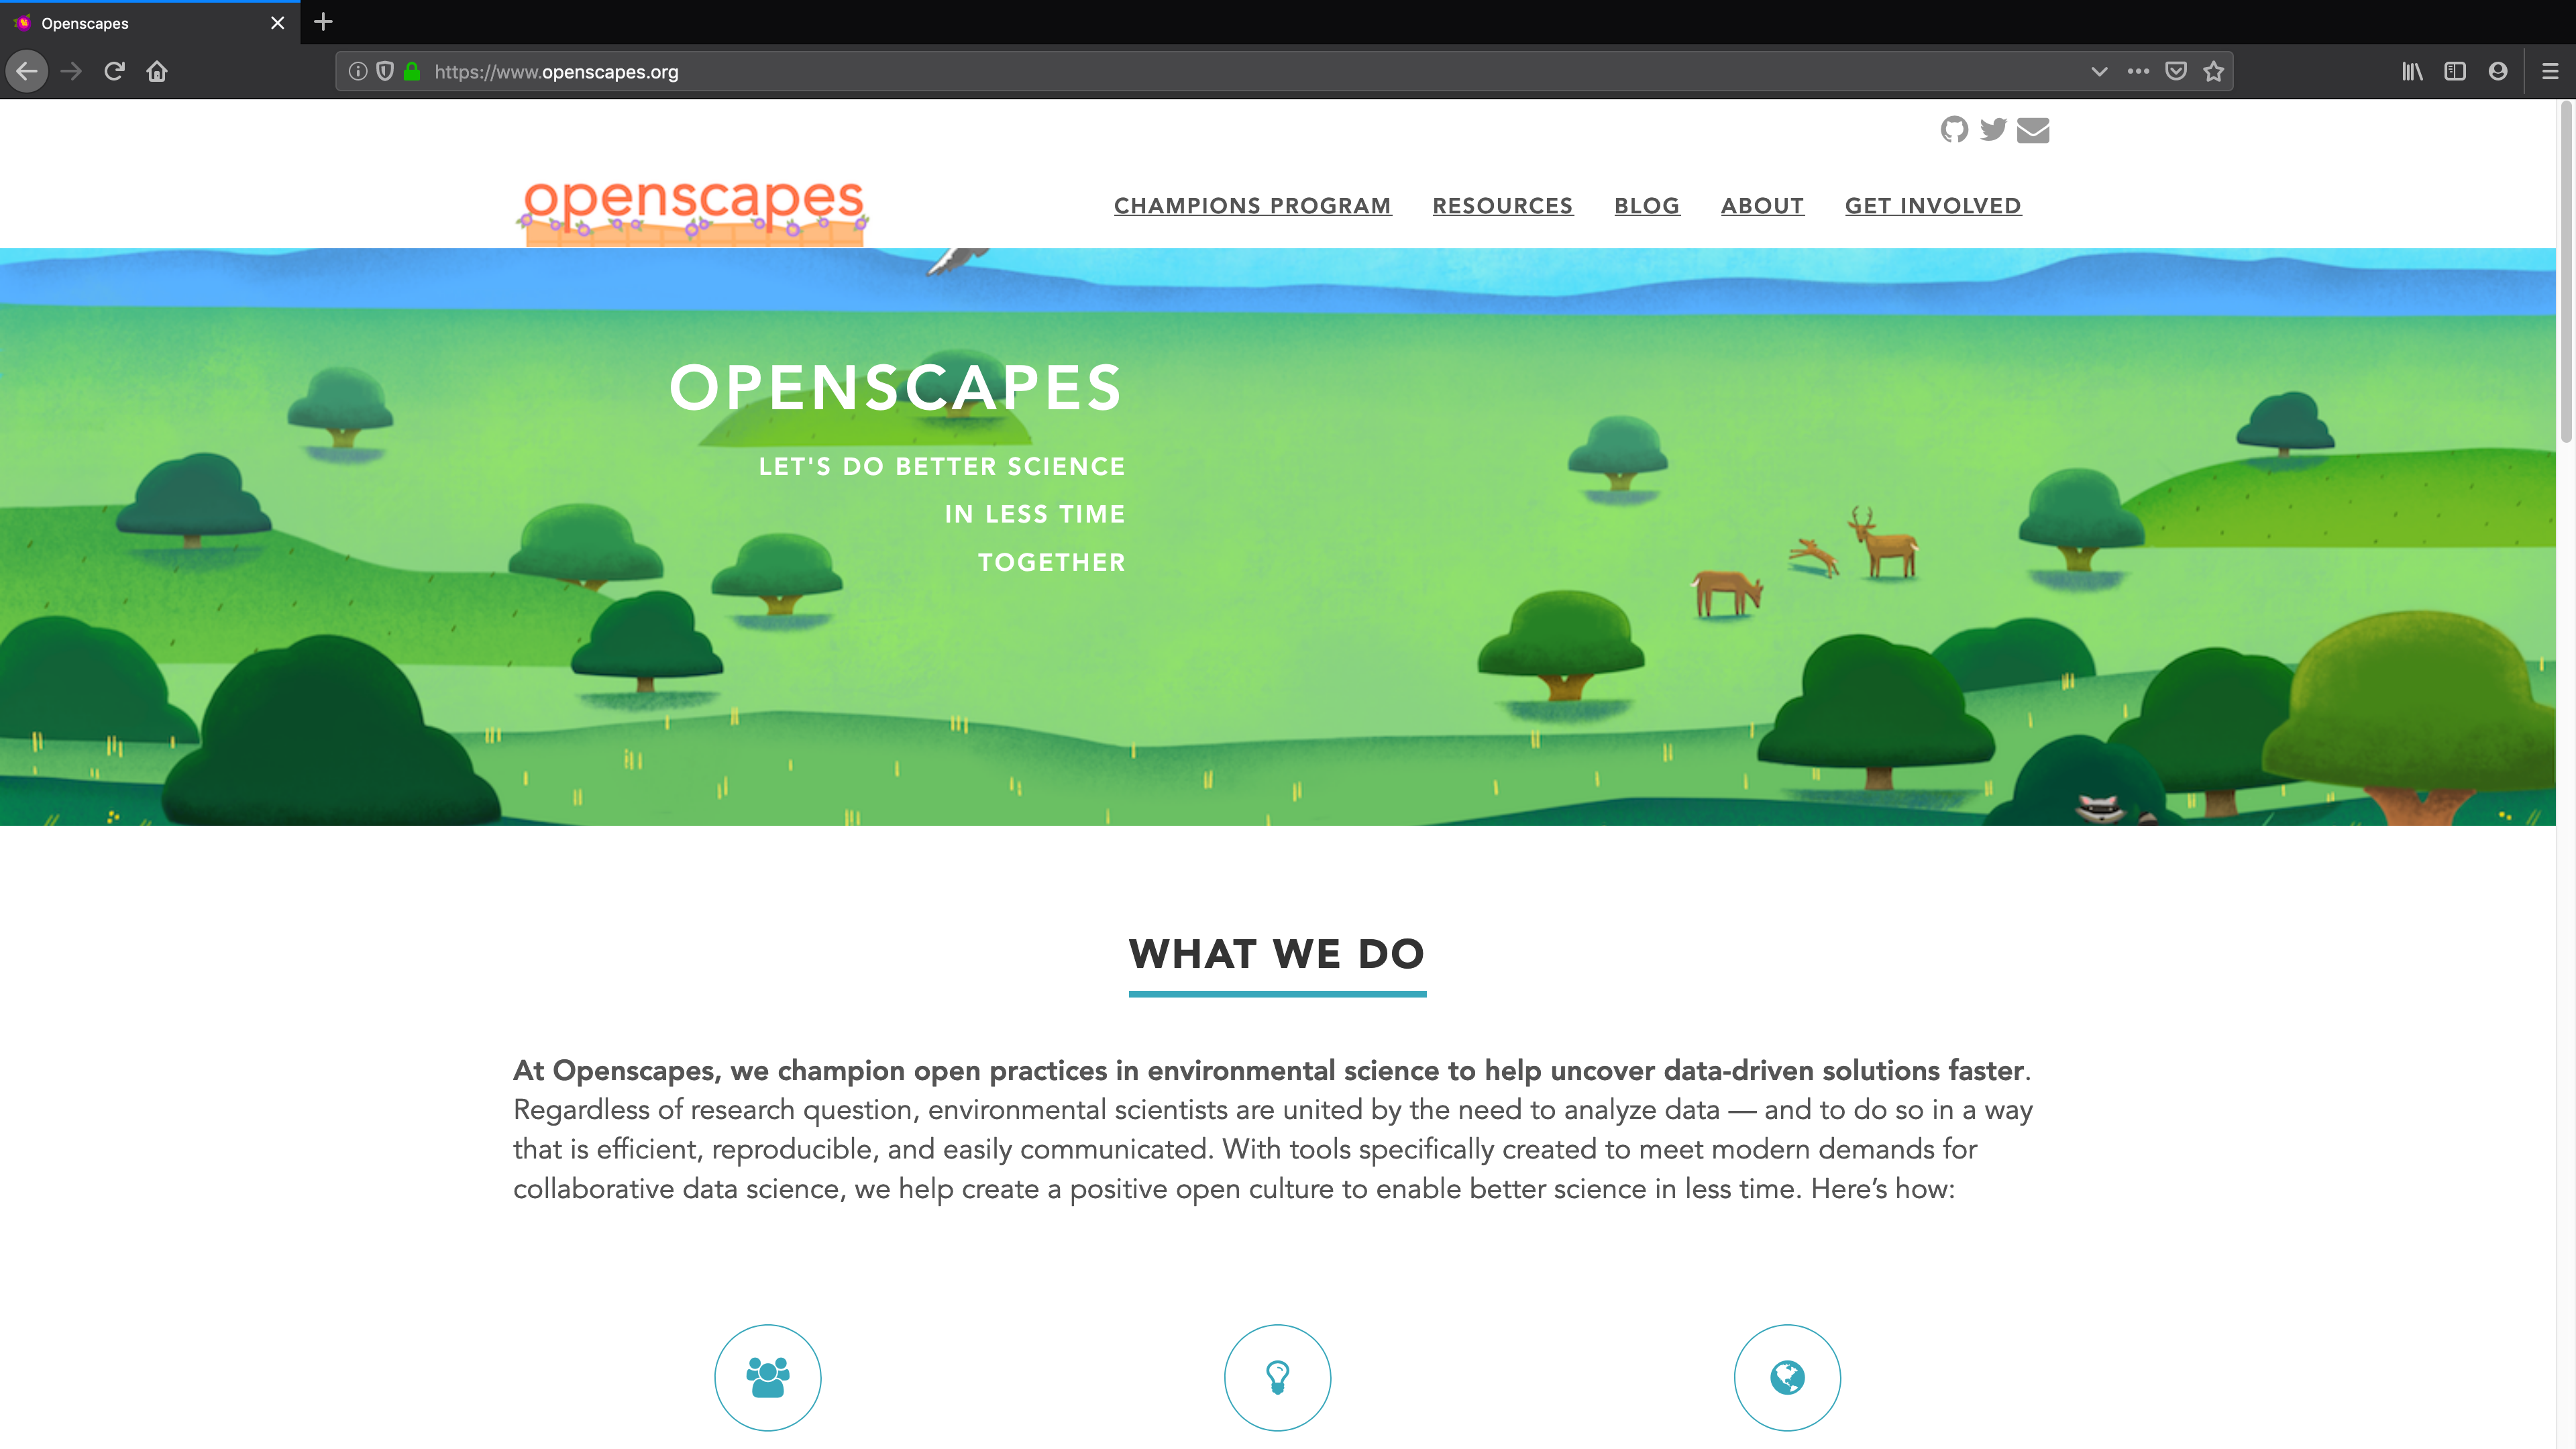 Openscapes
https://www.openscapes.org
openscapes
CHAMPIONS PROGRAM RESOURCES BLOG ABOUT GET INVOLVED
OPENSCAPES
LET'S DO BETTER SCIENCE
IN LESS TIME
TOGETHER
WHAT WE DO
At Openscapes, we champion open practices in environmental science to help uncover data-driven solutions faster.
Regardless of research question, environmental scientists are united by the need to analyze data — and to do so in a way
that is efficient, reproducible, and easily communicated. With tools specifically created to meet modern demands for
collaborative data science, we help create a positive open culture to enable better science in less time. Here’s how: